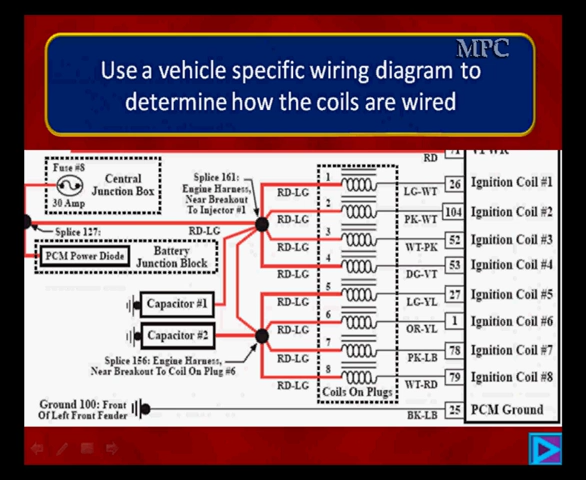 MPC
Use a vehicle specific wiring diagram to
determine how the coils are wired
RD 71 VPWR
Fuse #8
30 Amp
Central
Junction Box
Splice 161:
Engine Harness,
Near Breakout
To Injector #1
Splice 127:
RD-LG
PCM Power Diode
Battery
Junction Block
Capacitor #1
Capacitor #2
Splice 156: Engine Harness,
Near Breakout To Coil On Plug #6
Ground 100: Front
Of Left Front Fender
1
RD-LG
2
3
RD-LG
4
RD-LG
5
6
RD-LG
7
RD-LG
8
RD-LG
Coils On Plugs
LG-WT 26 Ignition Coil #1
PK-WT 104 Ignition Coil #2
WT-PK 52 Ignition Coil #3
DG-VT 53 Ignition Coil #4
LG-YL 27 Ignition Coil #5
OR-YL 1 Ignition Coil #6
PK-LB 78 Ignition Coil #7
WT-RD 79 Ignition Coil #8
BK-LB 25 PCM Ground